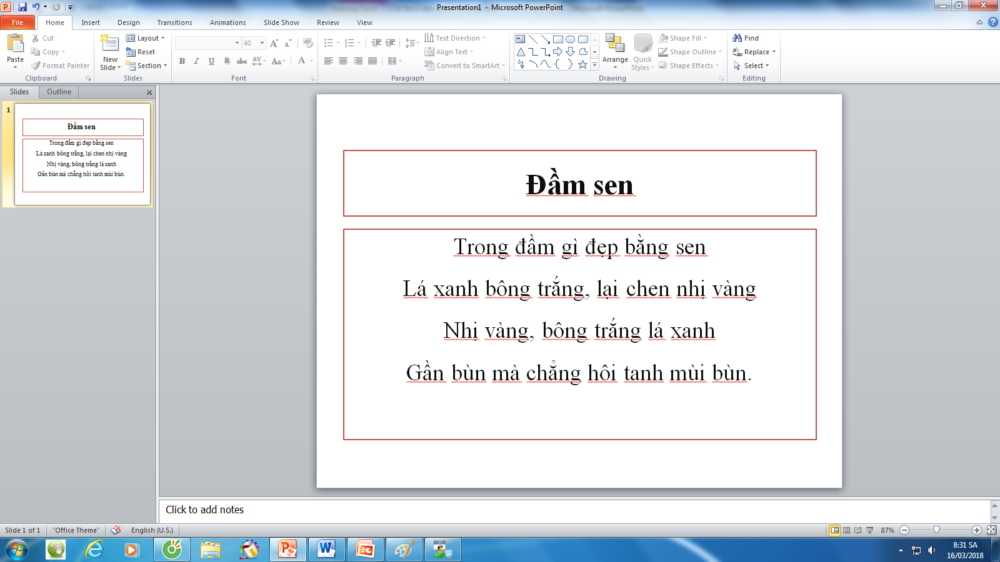 Presentation1 - Microsoft PowerPoint
File Home Insert Design Transitions Animations Slide Show Review View
Paste Cut Copy Format Painter Clipboard
New Slide Layout Reset Section Slides
40 Font
Text Direction Align Text Convert to SmartArt Paragraph
Arrange Quick Styles Shape Fill Shape Outline Shape Effects Drawing
Find Replace Select Editing
Slides Outline
1
Đầm sen
Trong đầm gì đẹp bằng sen
Lá xanh bông trắng, lại chen nhị vàng
Nhị vàng, bông trắng lá xanh
Gần bùn mà chẳng hôi tanh mùi bùn.
Đầm sen
Trong đầm gì đẹp bằng sen
Lá xanh bông trắng, lại chen nhị vàng
Nhị vàng, bông trắng lá xanh
Gần bùn mà chẳng hôi tanh mùi bùn.
Click to add notes
Slide 1 of 1 "Office Theme" English (U.S.) 87%
8:31 SA
16/03/2018